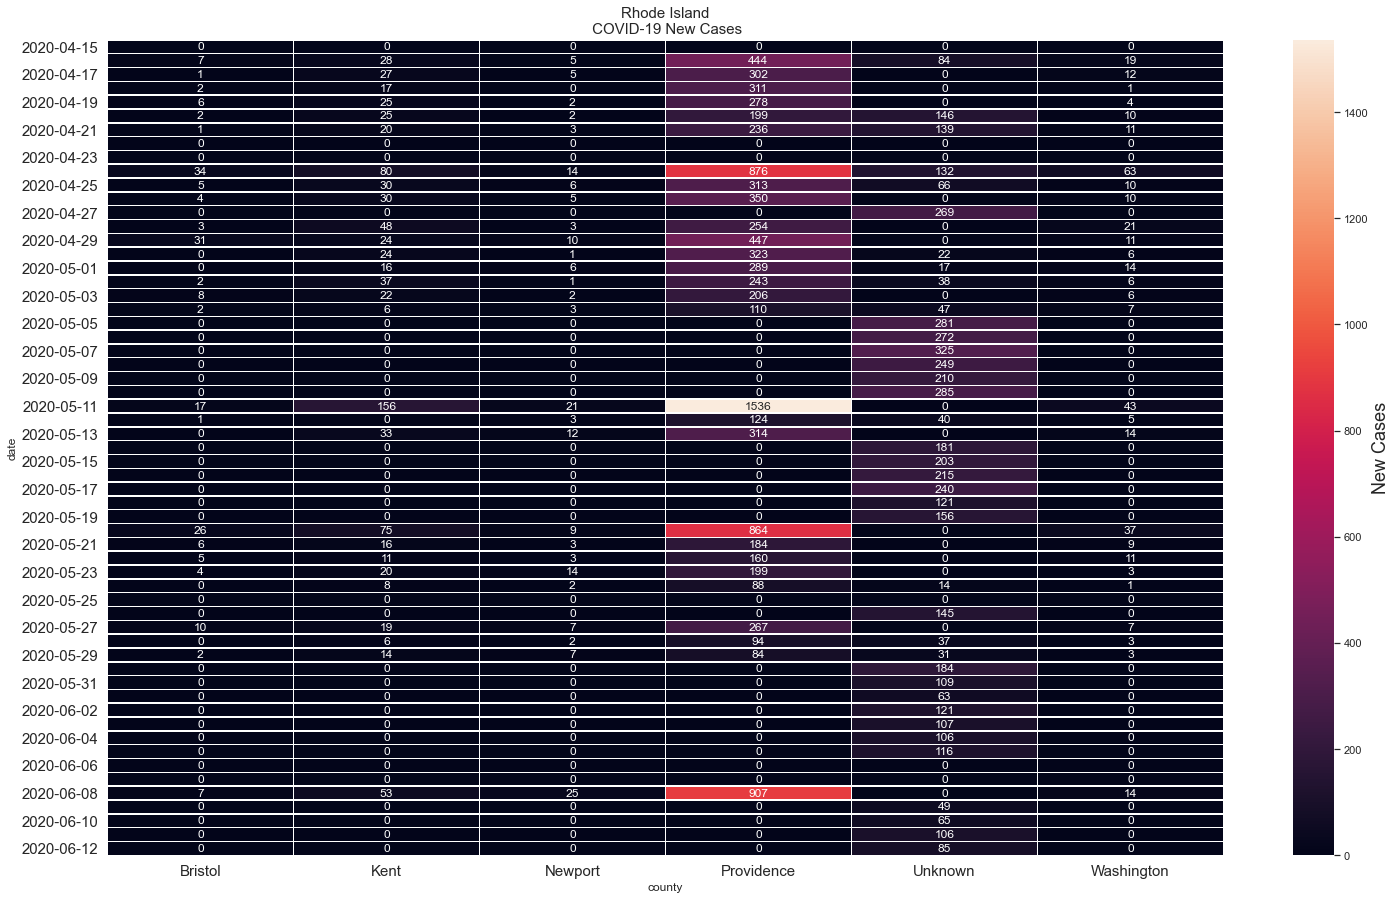 Rhode Island
COVID-19 New Cases
2020-04-15 0 0 0 0 0 0
7 28 5 444 84 19
2020-04-17 1 27 5 302 0 12
2 17 0 311 0 1
2020-04-19 6 25 2 278 0 4
2 25 2 199 146 10
2020-04-21 1 20 3 236 139 11
0 0 0 0 0 0
2020-04-23 0 0 0 0 0 0
34 80 14 876 132 63
2020-04-25 5 30 6 313 66 10
4 30 5 350 0 10
2020-04-27 0 0 0 0 269 0
3 48 3 254 0 21
2020-04-29 31 24 10 447 0 11
0 24 1 323 22 6
2020-05-01 0 16 6 289 17 14
2 37 1 243 38 6
2020-05-03 8 22 2 206 0 6
2 6 3 110 47 7
2020-05-05 0 0 0 0 281 0
0 0 0 0 272 0
2020-05-07 0 0 0 0 325 0
0 0 0 0 249 0
2020-05-09 0 0 0 0 210 0
0 0 0 0 285 0
2020-05-11 17 156 21 1536 0 43
1 0 3 124 40 5
2020-05-13 0 33 12 314 0 14
0 0 0 0 181 0
2020-05-15 0 0 0 0 203 0
0 0 0 0 215 0
2020-05-17 0 0 0 0 240 0
0 0 0 0 121 0
2020-05-19 0 0 0 0 156 0
26 75 9 864 0 37
2020-05-21 6 16 3 184 0 9
5 11 3 160 0 11
2020-05-23 4 20 14 199 0 3
0 8 2 88 14 1
2020-05-25 0 0 0 0 0 0
0 0 0 0 145 0
2020-05-27 10 19 7 267 0 7
0 6 2 94 37 3
2020-05-29 2 14 7 84 31 3
0 0 0 0 184 0
2020-05-31 0 0 0 0 109 0
0 0 0 0 63 0
2020-06-02 0 0 0 0 121 0
0 0 0 0 107 0
2020-06-04 0 0 0 0 106 0
0 0 0 0 116 0
2020-06-06 0 0 0 0 0 0
0 0 0 0 0 0
2020-06-08 7 53 25 907 0 14
0 0 0 0 49 0
2020-06-10 0 0 0 0 65 0
0 0 0 0 106 0
2020-06-12 0 0 0 0 85 0
Bristol Kent Newport Providence Unknown Washington
county
date
1400
1200
1000
800
600
400
200
0
New Cases